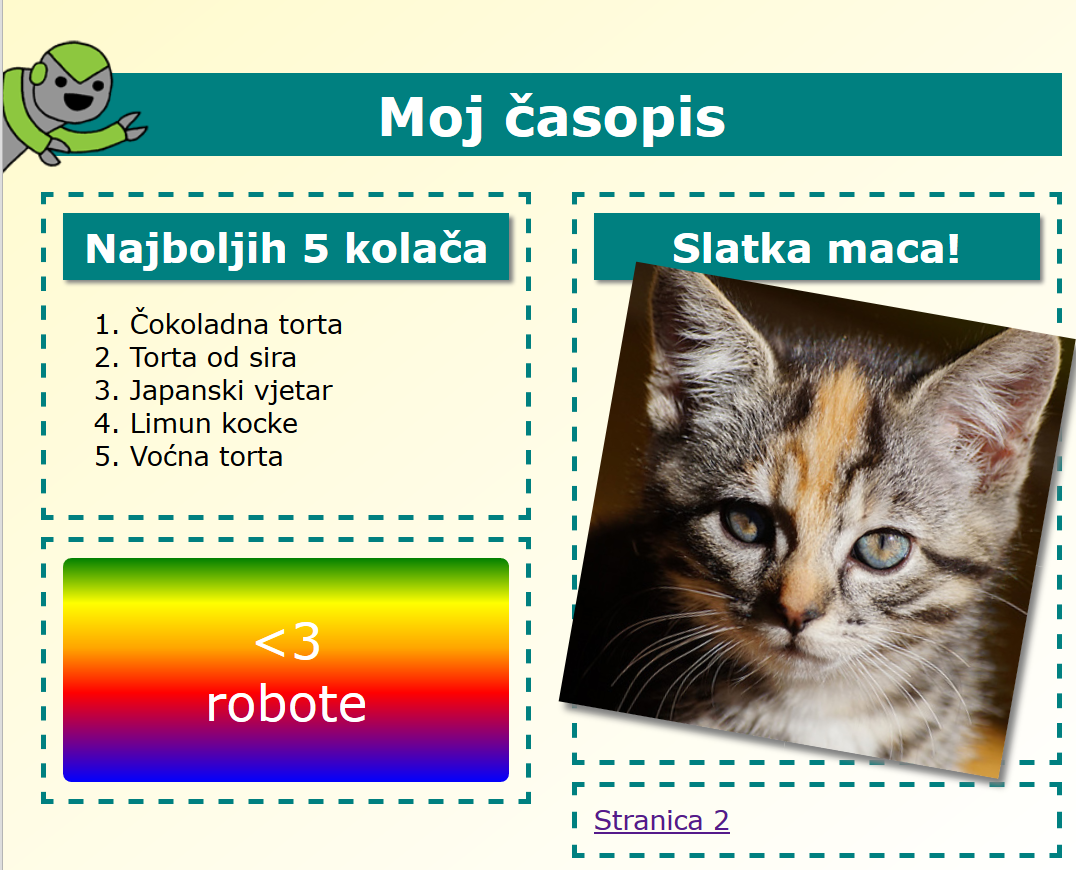 Moj časopis
Najboljih 5 kolača
1. Čokoladna torta
2. Torta od sira
3. Japanski vjetar
4. Limun kocke
5. Voćna torta
<3
robote
Slatka maca!
Stranica 2